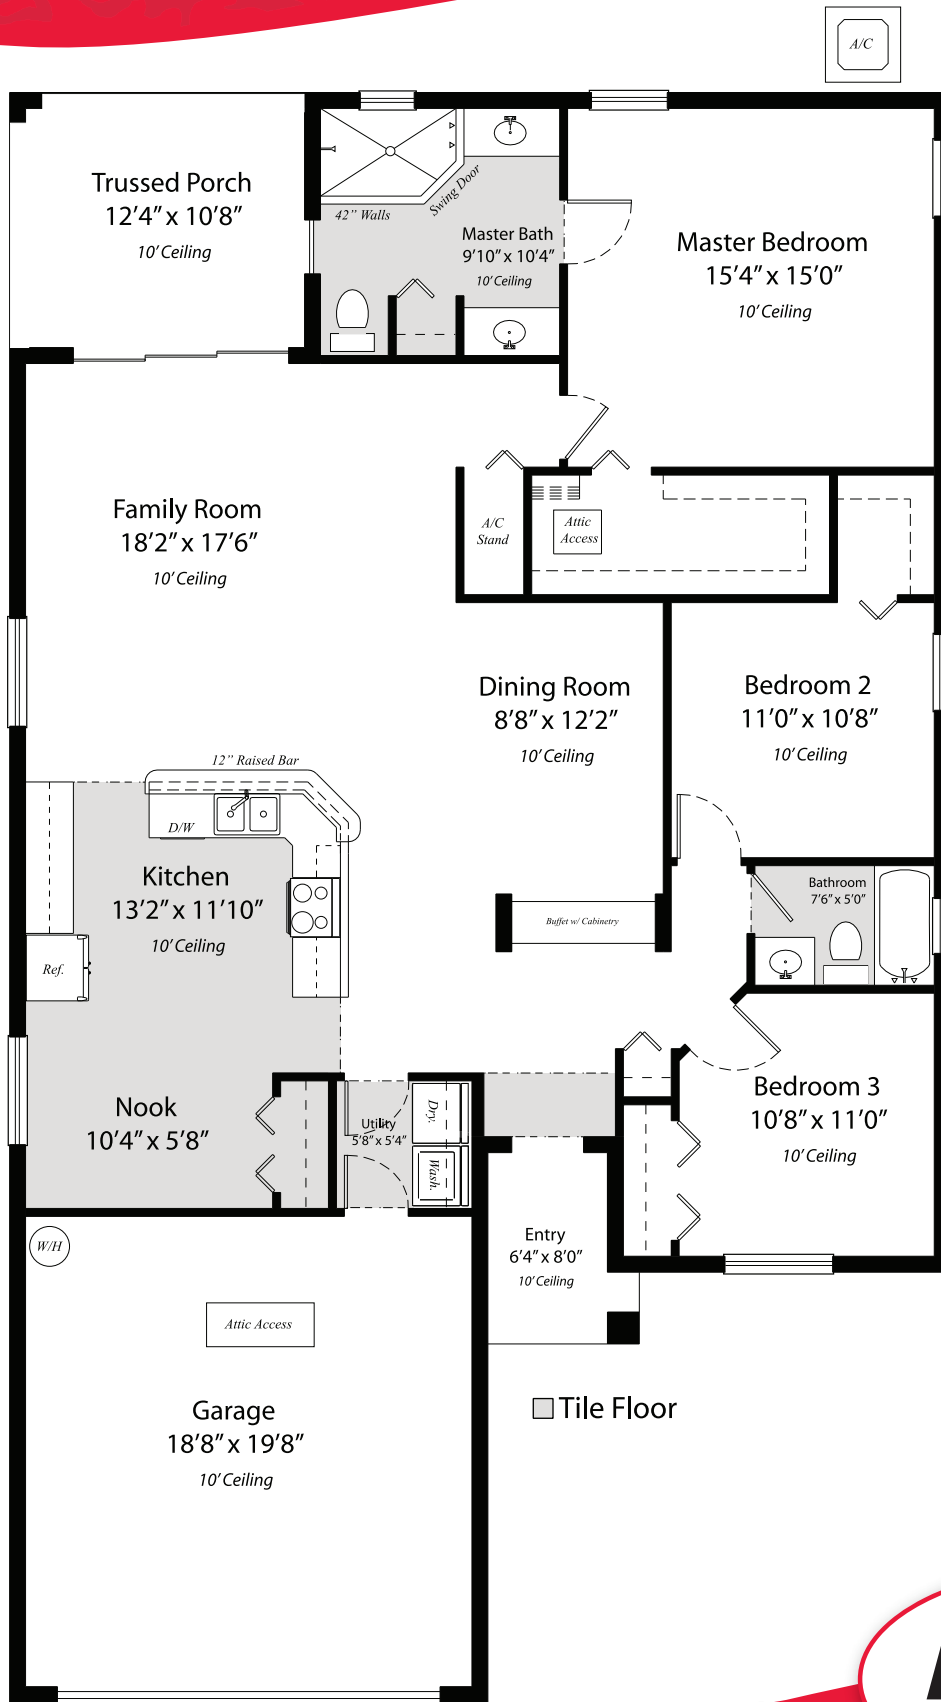 A/C
Trussed Porch
12'4" x 10'8"
10' Ceiling
42" Walls
Swing Door
Master Bath
9'10" x 10'4"
10' Ceiling
Master Bedroom
15'4" x 15'0"
10' Ceiling
Family Room
18'2" x 17'6"
10' Ceiling
A/C
Stand
Attic
Access
Dining Room
8'8" x 12'2"
10' Ceiling
Bedroom 2
11'0" x 10'8"
10' Ceiling
12" Raised Bar
D/W
Kitchen
13'2" x 11'10"
10' Ceiling
Ref.
Buffet w/ Cabinetry
Bathroom
7'6" x 5'0"
Nook
10'4" x 5'8"
Utility
5'8" x 5'4"
Dry.
Wash.
Bedroom 3
10'8" x 11'0"
10' Ceiling
W/H
Entry
6'4" x 8'0"
10' Ceiling
Attic Access
Garage
18'8" x 19'8"
10' Ceiling
Tile Floor